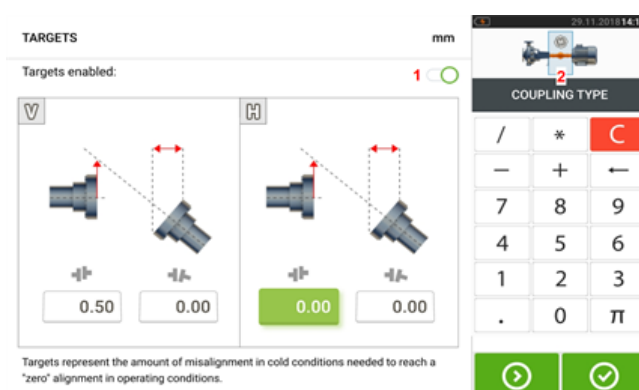 TARGETS
mm
29.11.2018 14:1
Targets enabled:
1
2
COUPLING TYPE
V
H
/ * C
− + ←
7 8 9
4 5 6
1 2 3
. 0 π
0.50
0.00
0.00
0.00
Targets represent the amount of misalignment in cold conditions needed to reach a
"zero" alignment in operating conditions.